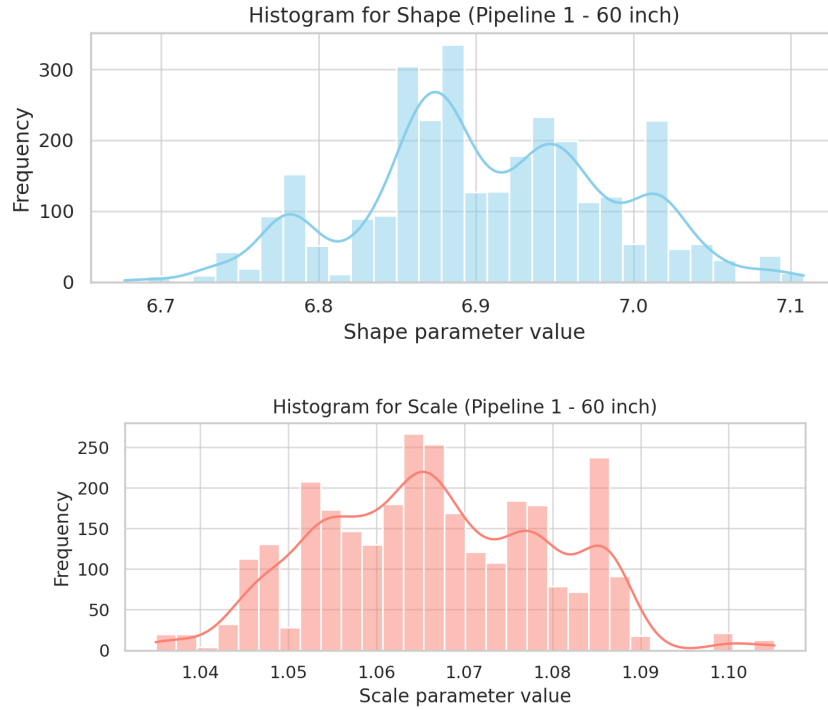 Histogram for Shape (Pipeline 1 - 60 inch)
Frequency
300
200
100
0
6.7 6.8 6.9 7.0 7.1
Shape parameter value
Histogram for Scale (Pipeline 1 - 60 inch)
Frequency
250
200
150
100
50
0
1.04 1.05 1.06 1.07 1.08 1.09 1.10
Scale parameter value